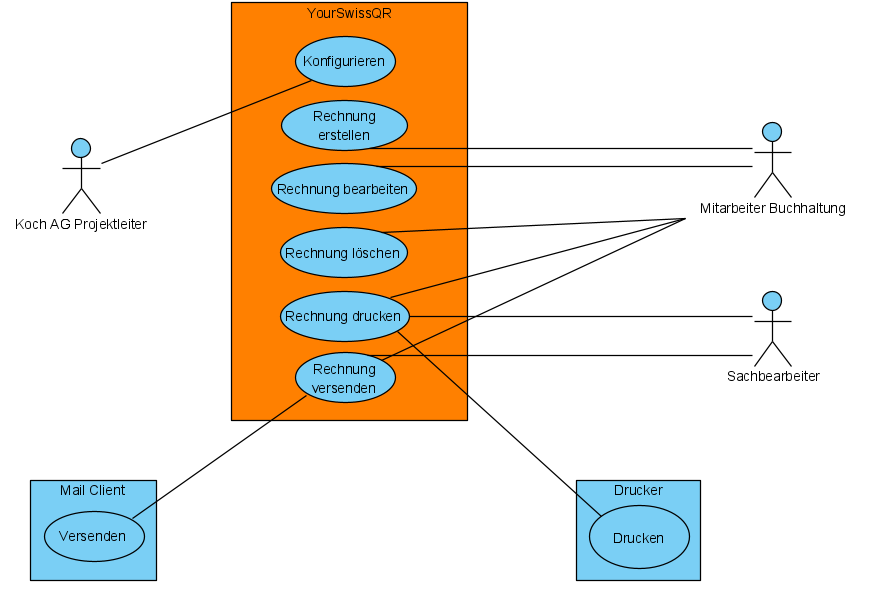 YourSwissQR
Konfigurieren
Rechnung
erstellen
Rechnung bearbeiten
Rechnung löschen
Rechnung drucken
Rechnung
versenden
Koch AG Projektleiter
Mitarbeiter Buchhaltung
Sachbearbeiter
Mail Client
Versenden
Drucker
Drucken